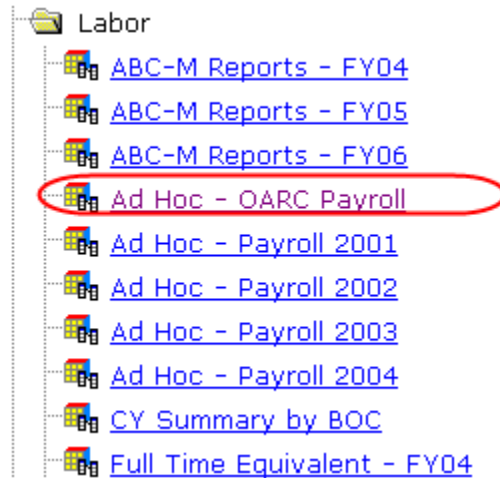 Labor
ABC-M Reports - FY04
ABC-M Reports - FY05
ABC-M Reports - FY06
Ad Hoc - OARC Payroll
Ad Hoc - Payroll 2001
Ad Hoc - Payroll 2002
Ad Hoc - Payroll 2003
Ad Hoc - Payroll 2004
CY Summary by BOC
Full Time Equivalent - FY04